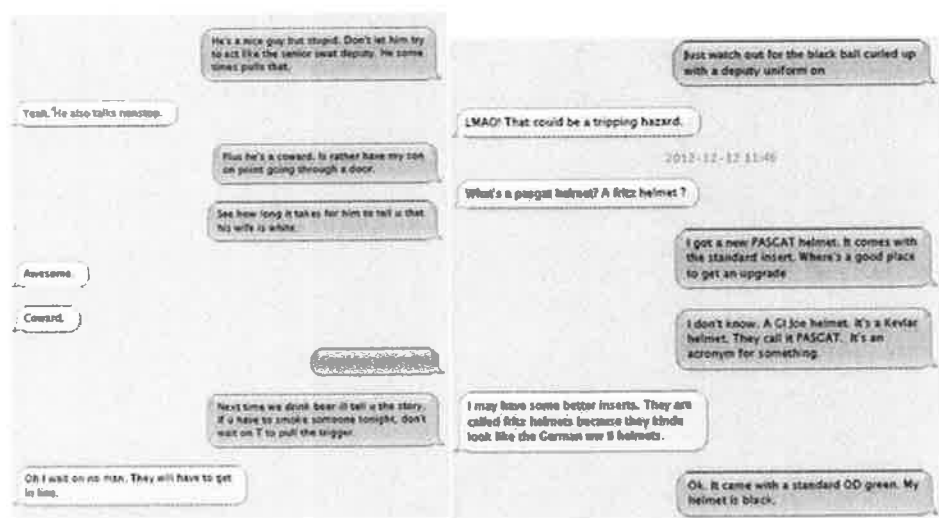 He's a nice guy but stupid. Don't let him try
to act like the senior swat deputy. He some
times pulls that.
Yeah. He also talks nonstop.
Plus he's a coward. Is rather have my son
on point going through a door.
See how long it takes for him to tell u that
his wife is white.
Awesome.
Coward.
Next time we drink beer ill tell u the story.
If u have to smoke someone tonight, don't
wait on T to pull the trigger.
Oh I wait on no man. They will have to get
in line.
Just watch out for the black ball curled up
with a deputy uniform on
LMAO! That could be a tripping hazard.
2012-12-12 11:46
What's a pasgat helmet? A fritz helmet ?
I got a new PASCAT helmet. It comes with
the standard insert. Where's a good place
to get an upgrade
I don't know. A GI Joe helmet. It's a Kevlar
helmet. They call it PASCAT. It's an
acronym for something.
I may have some better inserts. They are
called fritz helmets because they kinda
look like the German ww II helmets.
Ok. It came with a standard OD green. My
helmet is black.